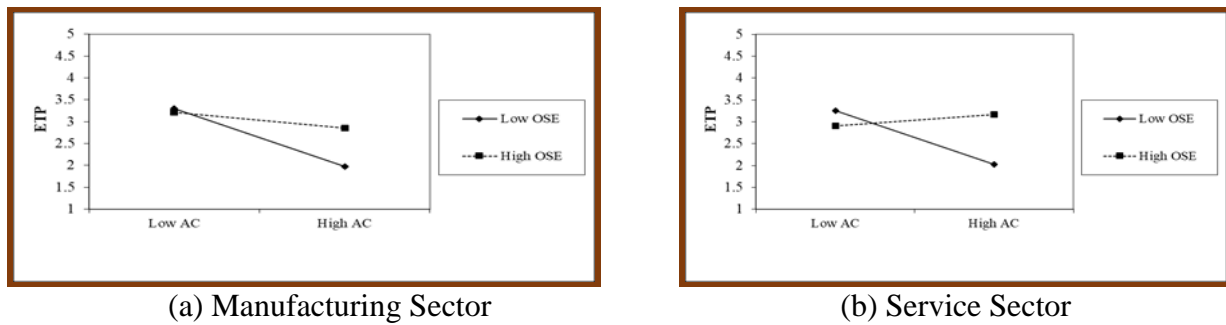 5
4.5
4
3.5
3
2.5
2
1.5
1
ETP
Low AC High AC
Low OSE
High OSE
(a) Manufacturing Sector
5
4.5
4
3.5
3
2.5
2
1.5
1
ETP
Low AC High AC
Low OSE
High OSE
(b) Service Sector